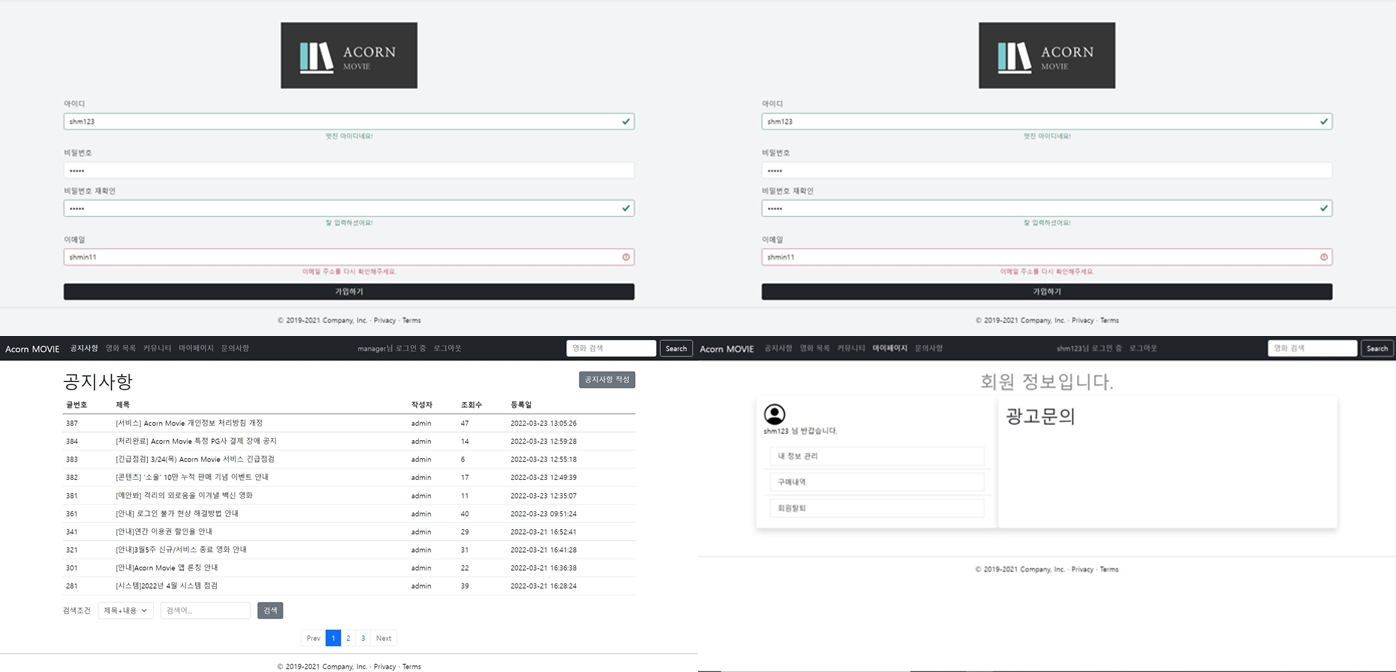 ACORN
MOVIE
아이디
shm123
멋진 아이디네요!
비밀번호
•••••
비밀번호 재확인
•••••
잘 입력하셨어요!
이메일
shmin11
이메일 주소를 다시 확인해주세요.
가입하기
© 2019-2021 Company, Inc. · Privacy · Terms
ACORN
MOVIE
아이디
shm123
멋진 아이디네요!
비밀번호
•••••
비밀번호 재확인
•••••
잘 입력하셨어요!
이메일
shmin11
이메일 주소를 다시 확인해주세요.
가입하기
© 2019-2021 Company, Inc. · Privacy · Terms
Acorn MOVIE 공지사항 영화 목록 커뮤니티 마이페이지 문의사항 manager님 로그인 중 로그아웃 영화 검색 Search
공지사항 공지사항 작성
글번호 제목 작성자 조회수 등록일
387 [서비스] Acorn Movie 개인정보 처리방침 개정 admin 47 2022-03-23 13:05:26
384 [처리완료] Acorn Movie 특정 PG사 결제 장애 공지 admin 14 2022-03-23 12:59:28
383 [긴급점검] 3/24(목) Acorn Movie 서비스 긴급점검 admin 6 2022-03-23 12:55:18
382 [콘텐츠] '소울' 10만 누적 판매 기념 이벤트 안내 admin 17 2022-03-23 12:49:39
381 [예안봐] 격리의 외로움을 이겨낼 백신 영화 admin 11 2022-03-23 12:35:07
361 [안내] 로그인 불가 현상 해결방법 안내 admin 40 2022-03-23 09:51:24
341 [안내]연간 이용권 할인율 안내 admin 29 2022-03-21 16:52:41
321 [안내]3월5주 신규/서비스 종료 영화 안내 admin 31 2022-03-21 16:41:28
301 [안내]Acorn Movie 앱 론칭 안내 admin 22 2022-03-21 16:36:38
281 [시스템]2022년 4월 시스템 점검 admin 39 2022-03-21 16:28:24
검색조건 제목+내용 검색어... 검색
Prev 1 2 3 Next
© 2019-2021 Company, Inc. · Privacy · Terms
Acorn MOVIE 공지사항 영화 목록 커뮤니티 마이페이지 문의사항 shm123님 로그인 중 로그아웃 영화 검색 Search
회원 정보입니다.
shm123 님 반갑습니다.
내 정보 관리
구매내역
회원탈퇴
광고문의
© 2019-2021 Company, Inc. · Privacy · Terms